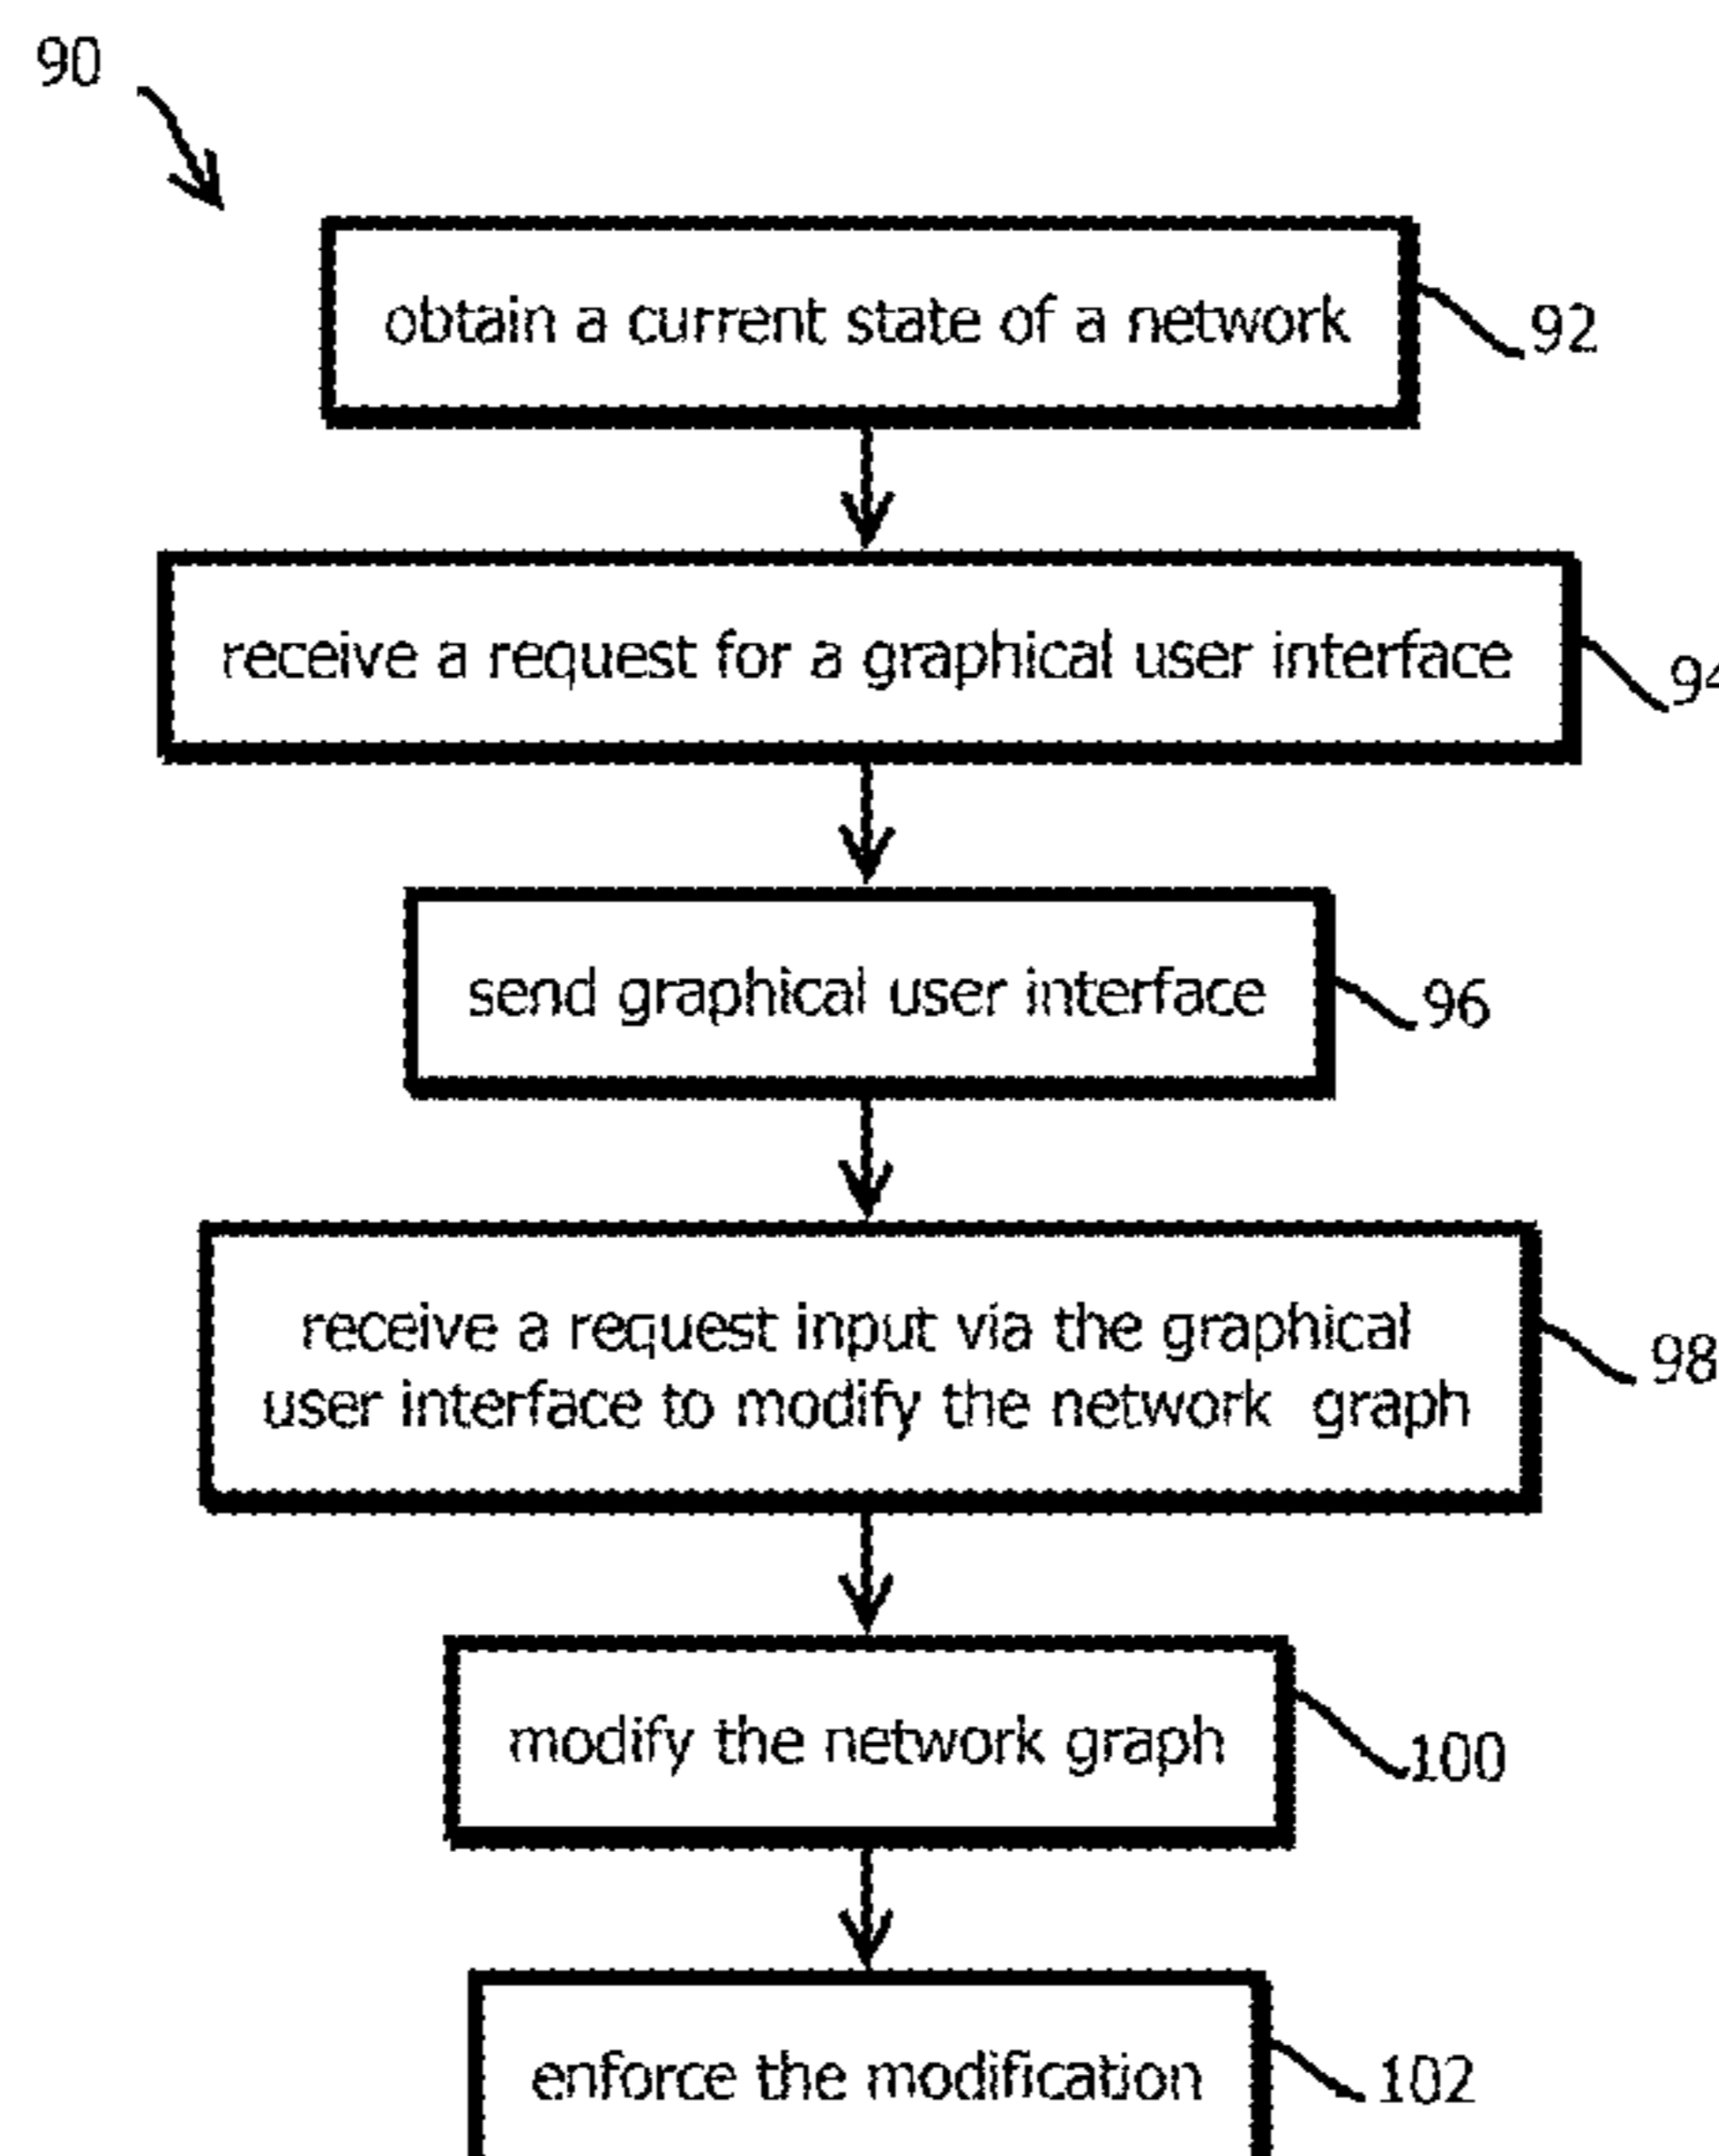 90
obtain a current state of a network
92
receive a request for a graphical user interface
94
send graphical user interface
96
receive a request input via the graphical
user interface to modify the network graph
98
modify the network graph
100
enforce the modification
102